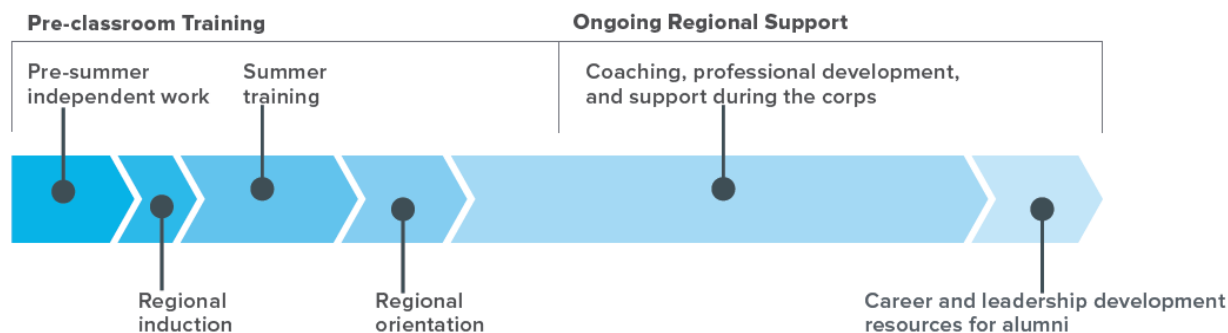 Pre-classroom Training
Ongoing Regional Support
Pre-summer
independent work
Summer
training
Coaching, professional development,
and support during the corps
Regional
induction
Regional
orientation
Career and leadership development
resources for alumni